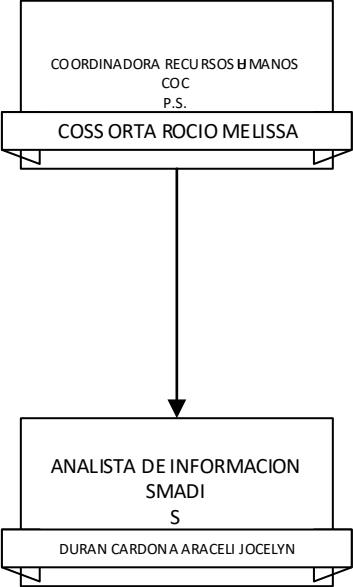 COORDINADORA RECURSOS HUMANOS
COC
P.S.
COSS ORTA ROCIO MELISSA
ANALISTA DE INFORMACION
SMADI
S
DURAN CARDONA ARACELI JOCELYN